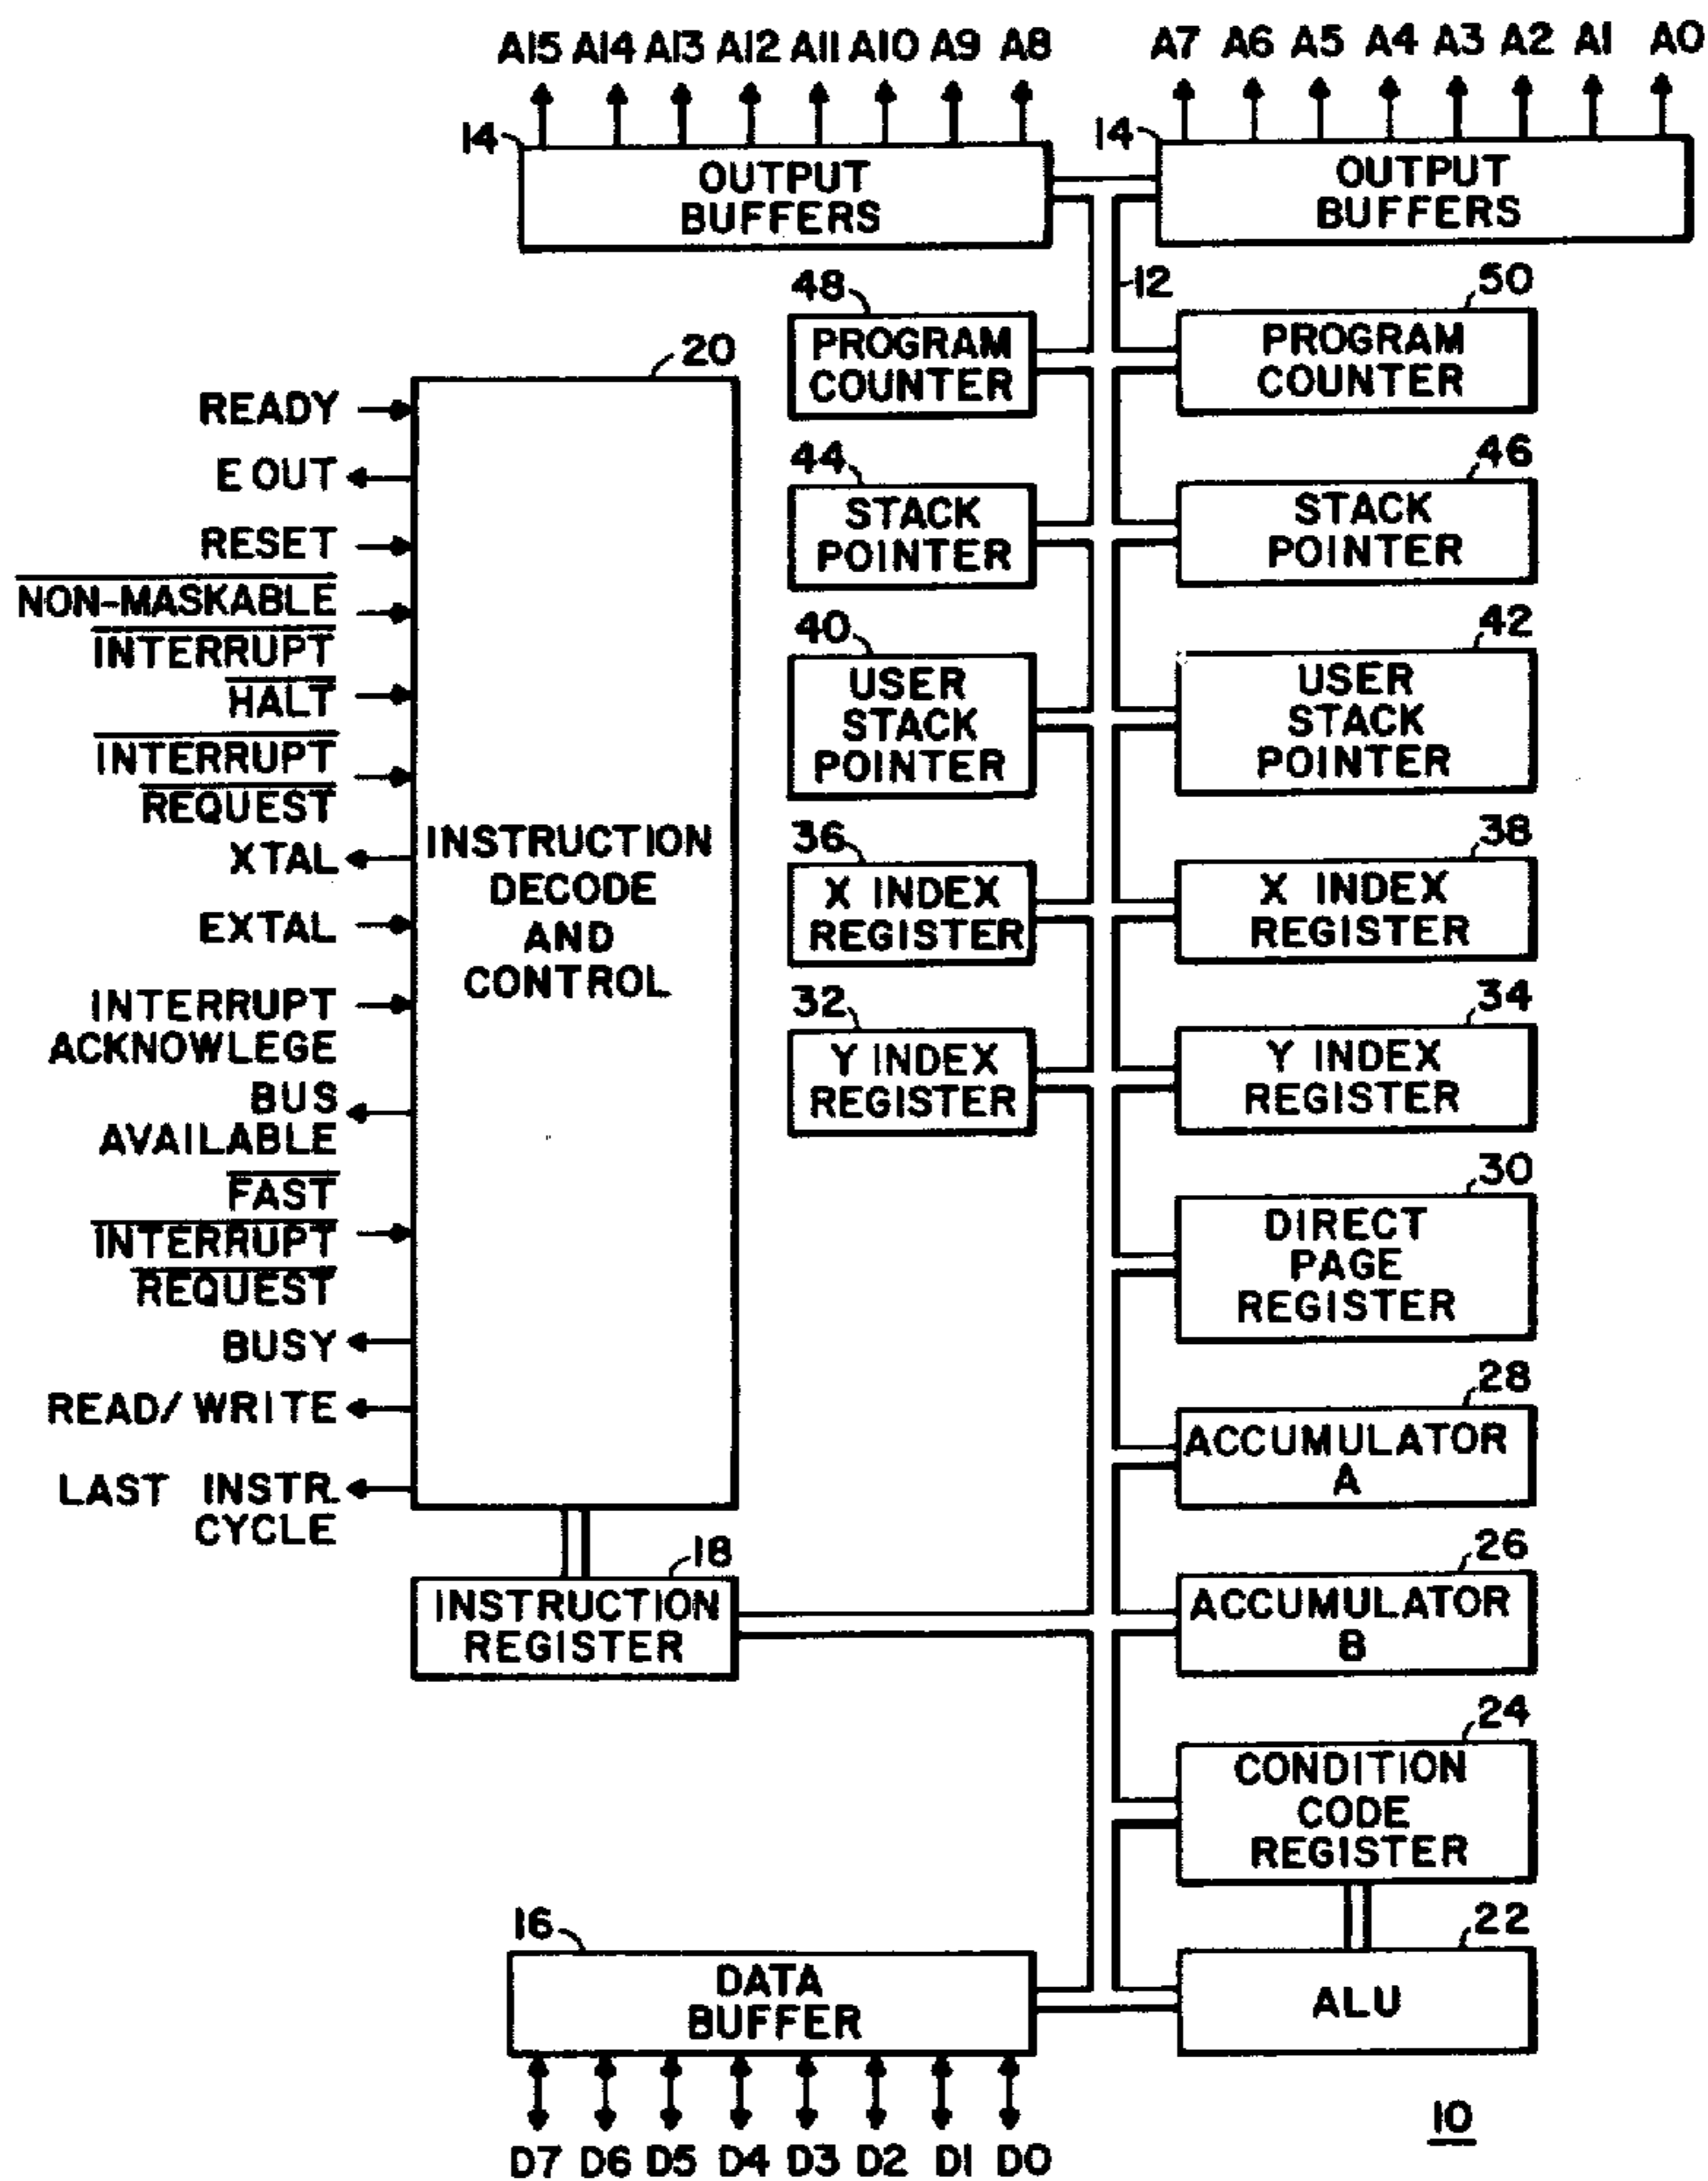 A15 A14 A13 A12 A11 A10 A9 A8
A7 A6 A5 A4 A3 A2 A1 A0
14
OUTPUT
BUFFERS
14
OUTPUT
BUFFERS
12
48
PROGRAM
COUNTER
50
PROGRAM
COUNTER
44
STACK
POINTER
46
STACK
POINTER
40
USER
STACK
POINTER
42
USER
STACK
POINTER
36
X INDEX
REGISTER
38
X INDEX
REGISTER
32
Y INDEX
REGISTER
34
Y INDEX
REGISTER
30
DIRECT
PAGE
REGISTER
28
ACCUMULATOR
A
26
ACCUMULATOR
B
24
CONDITION
CODE
REGISTER
22
ALU
20
READY
E OUT
RESET
NON-MASKABLE
INTERRUPT
HALT
INTERRUPT
REQUEST
XTAL
EXTAL
INTERRUPT
ACKNOWLEGE
BUS
AVAILABLE
FAST
INTERRUPT
REQUEST
BUSY
READ/WRITE
LAST INSTR.
CYCLE
INSTRUCTION
DECODE
AND
CONTROL
18
INSTRUCTION
REGISTER
16
DATA
BUFFER
D7 D6 D5 D4 D3 D2 D1 D0
10